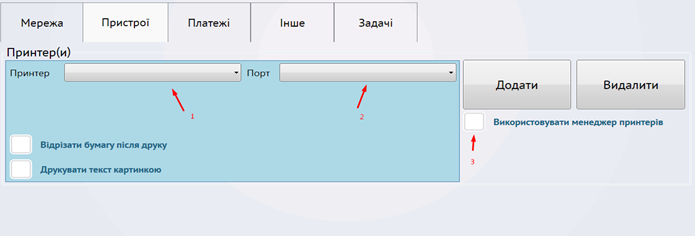 Мережа Пристрої Платежі Інше Задачі
Принтер(и)
Принтер Порт
Додати Видалити
1 2
Використовувати менеджер принтерів
Відрізати бумагу після друку
3
Друкувати текст картинкою